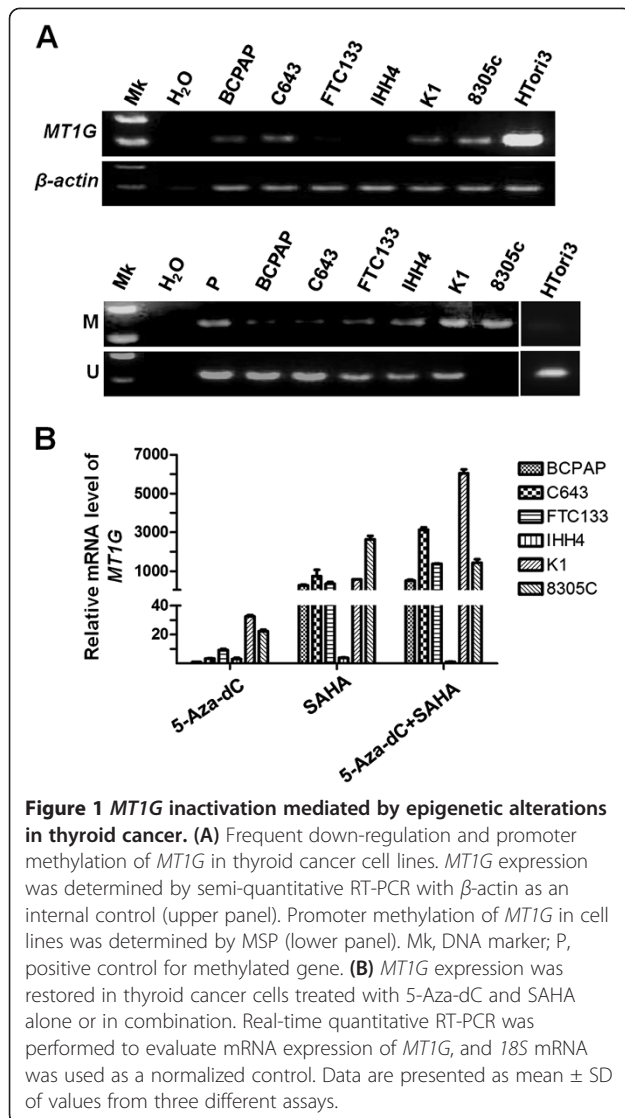 A
Mk H₂O BCPAP C643 FTC133 IHH4 K1 8305c HTori3
MT1G
β-actin
Mk H₂O P BCPAP C643 FTC133 IHH4 K1 8305c HTori3
M
U
B
Relative mRNA level of
MT1G
7000
5000
3000
1000
40
20
5-Aza-dC SAHA 5-Aza-dC+SAHA
BCPAP
C643
FTC133
IHH4
K1
8305C
Figure 1 MT1G inactivation mediated by epigenetic alterations
in thyroid cancer. (A) Frequent down-regulation and promoter
methylation of MT1G in thyroid cancer cell lines. MT1G expression
was determined by semi-quantitative RT-PCR with β-actin as an
internal control (upper panel). Promoter methylation of MT1G in cell
lines was determined by MSP (lower panel). Mk, DNA marker; P,
positive control for methylated gene. (B) MT1G expression was
restored in thyroid cancer cells treated with 5-Aza-dC and SAHA
alone or in combination. Real-time quantitative RT-PCR was
performed to evaluate mRNA expression of MT1G, and 18S mRNA
was used as a normalized control. Data are presented as mean ± SD
of values from three different assays.